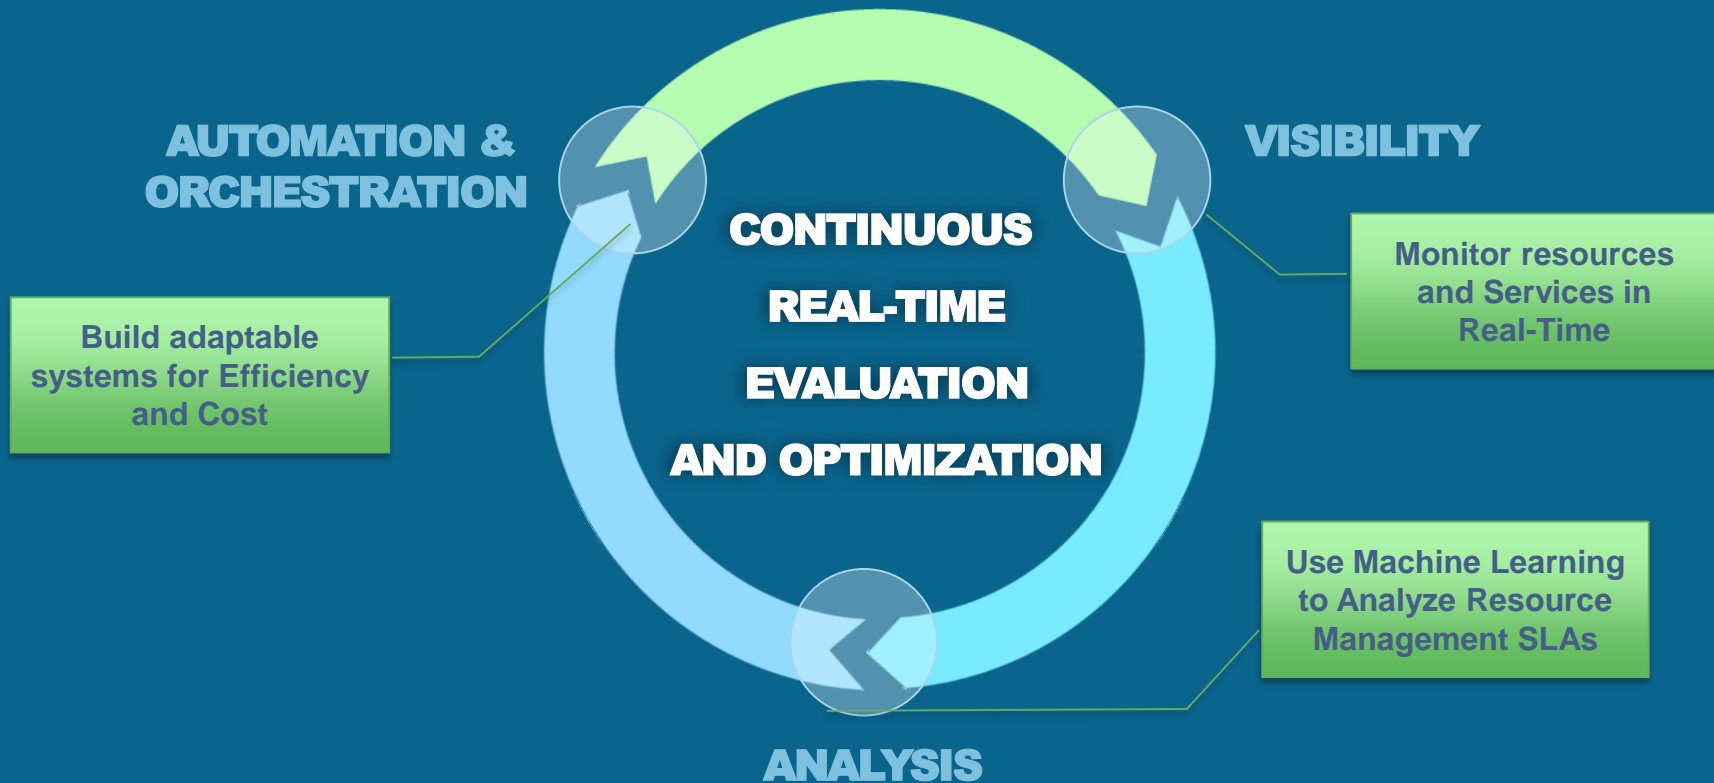 AUTOMATION &
ORCHESTRATION
VISIBILITY
CONTINUOUS
REAL-TIME
EVALUATION
AND OPTIMIZATION
Monitor resources
and Services in
Real-Time
Build adaptable
systems for Efficiency
and Cost
Use Machine Learning
to Analyze Resource
Management SLAs
ANALYSIS